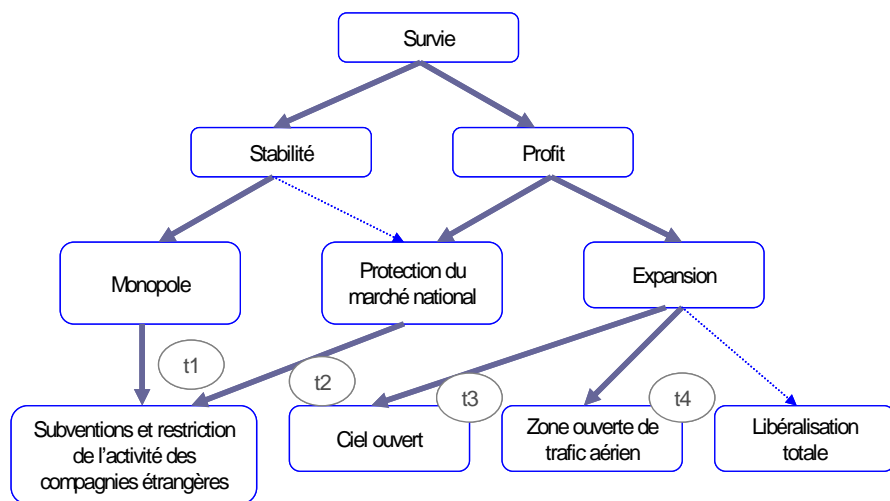 Survie
Stabilité
Profit
Monopole
Protection du
marché national
Expansion
t1
t2
t3
t4
Subventions et restriction
de l'activité des
compagnies étrangères
Ciel ouvert
Zone ouverte de
trafic aérien
Libéralisation
totale